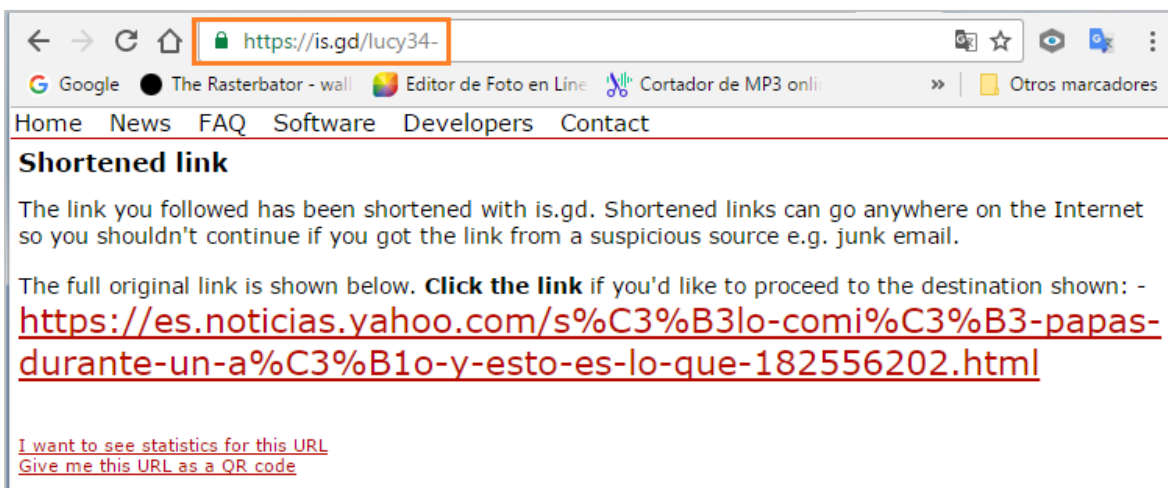 https://is.gd/lucy34-
Google The Rasterbator - wall Editor de Foto en Líne Cortador de MP3 onli » Otros marcadores
Home News FAQ Software Developers Contact
Shortened link
The link you followed has been shortened with is.gd. Shortened links can go anywhere on the Internet
so you shouldn't continue if you got the link from a suspicious source e.g. junk email.
The full original link is shown below. Click the link if you'd like to proceed to the destination shown: -
https://es.noticias.yahoo.com/s%C3%B3lo-comi%C3%B3-papas-
durante-un-a%C3%B1o-y-esto-es-lo-que-182556202.html
I want to see statistics for this URL
Give me this URL as a QR code